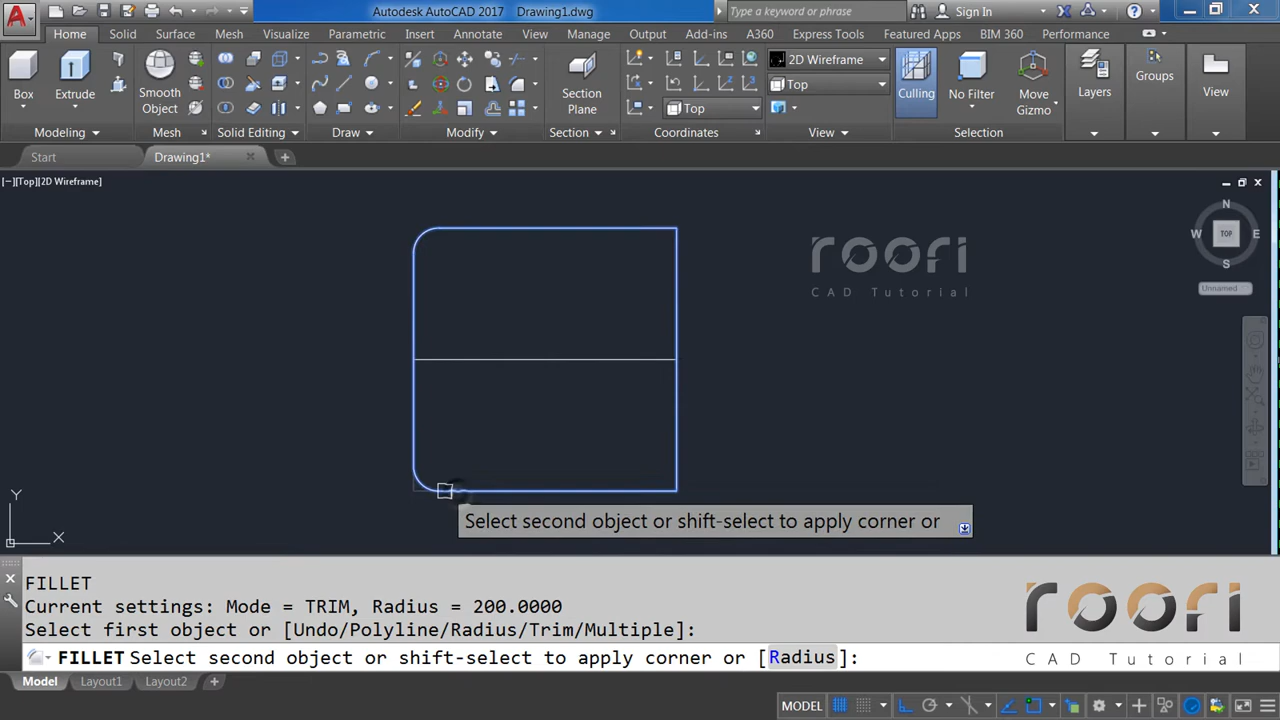 Autodesk AutoCAD 2017 Drawing1.dwg
Type a keyword or phrase
Sign In
Home Solid Surface Mesh Visualize Parametric Insert Annotate View Manage Output Add-ins A360 Express Tools Featured Apps BIM 360 Performance
2D Wireframe
Top
Top
Box Extrude Smooth Object Section Plane Culling No Filter Move Gizmo Layers Groups View
Modeling Mesh Solid Editing Draw Modify Section Coordinates View Selection
Start Drawing1*
[−][Top][2D Wireframe]
N
W TOP E
S
Unnamed
roofi
CAD Tutorial
Y
X
Select second object or shift-select to apply corner or
FILLET
Current settings: Mode = TRIM, Radius = 200.0000
Select first object or [Undo/Polyline/Radius/Trim/Multiple]:
FILLET Select second object or shift-select to apply corner or [Radius]:
roofi
CAD Tutorial
Model Layout1 Layout2
MODEL